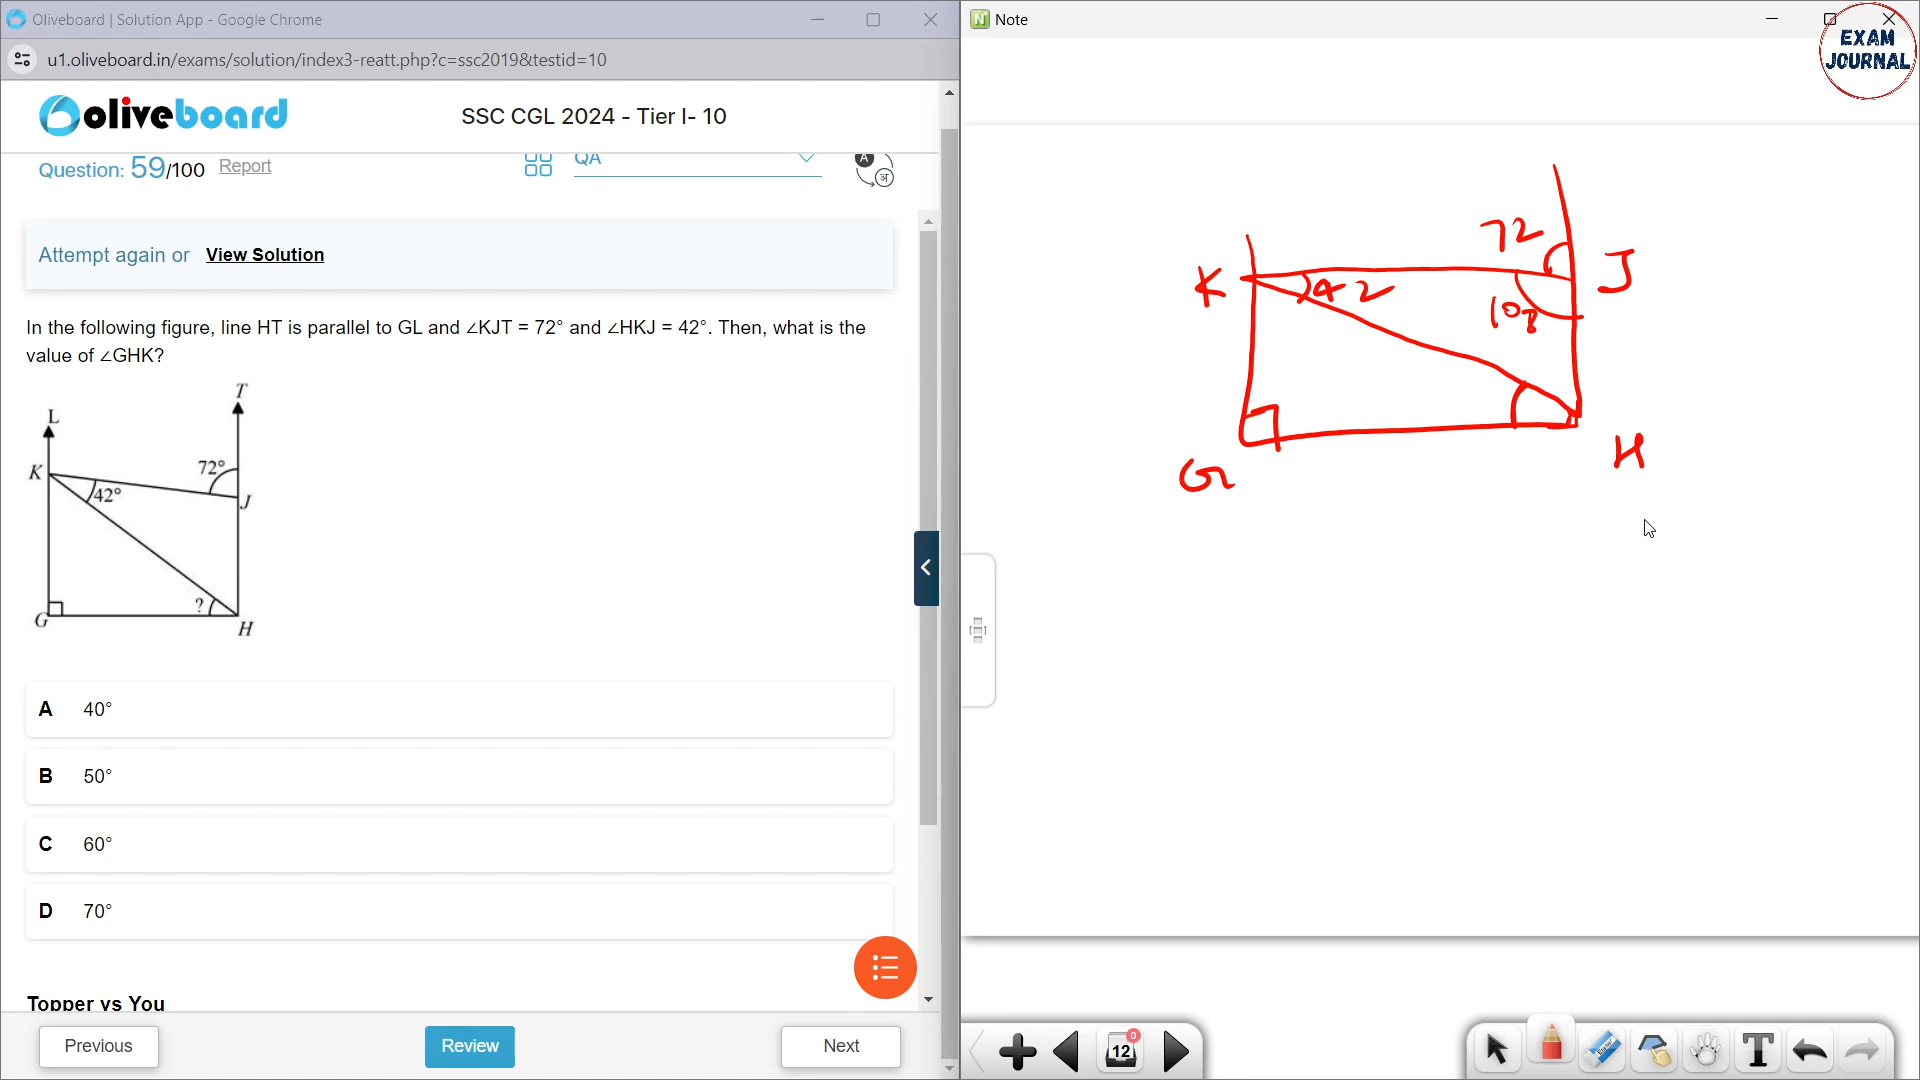 Oliveboard | Solution App - Google Chrome
u1.oliveboard.in/exams/solution/index3-reatt.php?c=ssc2019&testid=10
oliveboard
SSC CGL 2024 - Tier I- 10
Question: 59/100 Report
QA
A
अ
Attempt again or View Solution
In the following figure, line HT is parallel to GL and ∠KJT = 72° and ∠HKJ = 42°. Then, what is the
value of ∠GHK?
T
L
K
72°
42°
J
?
G
H
A 40°
B 50°
C 60°
D 70°
Topper vs You
Previous
Review
Next
N Note
EXAM
JOURNAL
72
K
42
J
108
G
H
0
12
Eraser
T